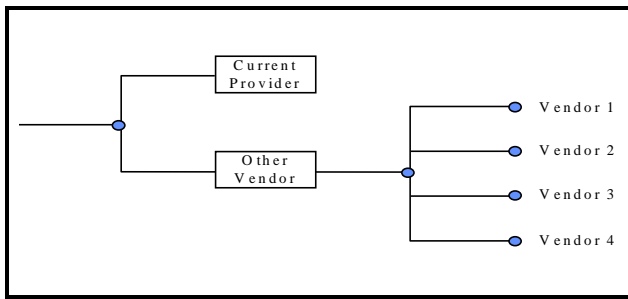 Current
Provider
Other
Vendor
Vendor 1
Vendor 2
Vendor 3
Vendor 4